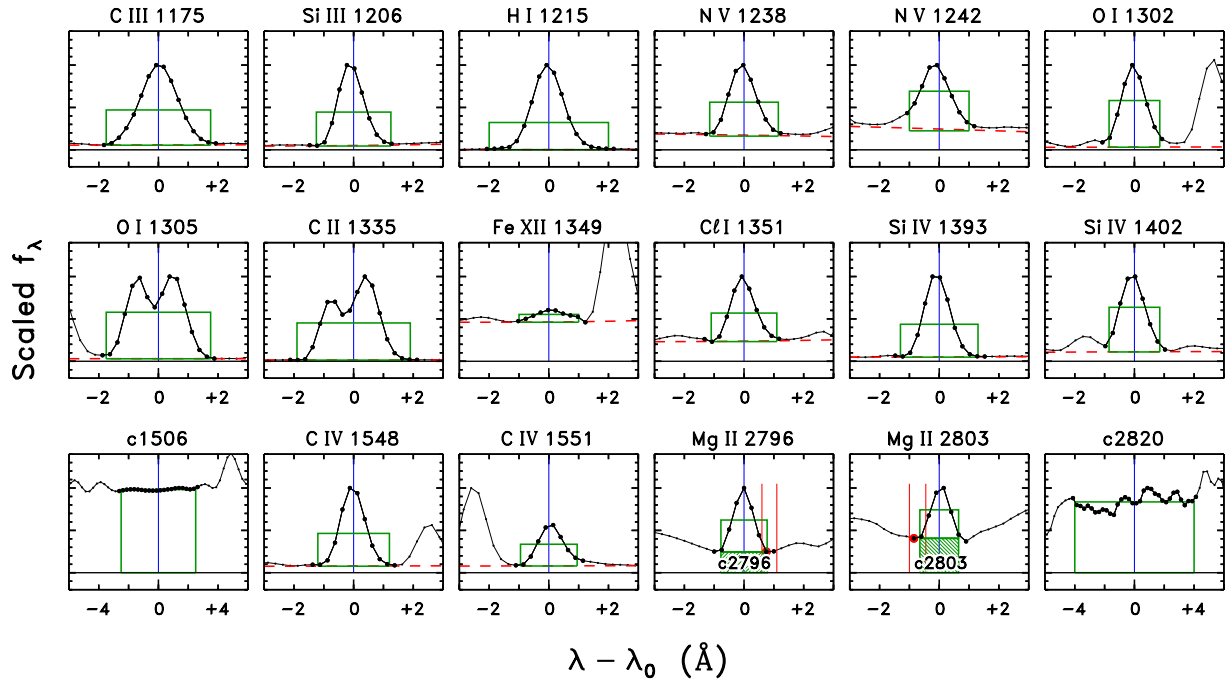 C III 1175 Si III 1206 H I 1215 N V 1238 N V 1242 O I 1302
−2 0 +2 −2 0 +2 −2 0 +2 −2 0 +2 −2 0 +2 −2 0 +2
O I 1305 C II 1335 Fe XII 1349 Cℓ I 1351 Si IV 1393 Si IV 1402
Scaled fλ
−2 0 +2 −2 0 +2 −2 0 +2 −2 0 +2 −2 0 +2 −2 0 +2
c1506 C IV 1548 C IV 1551 Mg II 2796 Mg II 2803 c2820
c2796 c2803
−4 0 +4 −2 0 +2 −2 0 +2 −2 0 +2 −2 0 +2 −4 0 +4
λ − λ0 (Å)